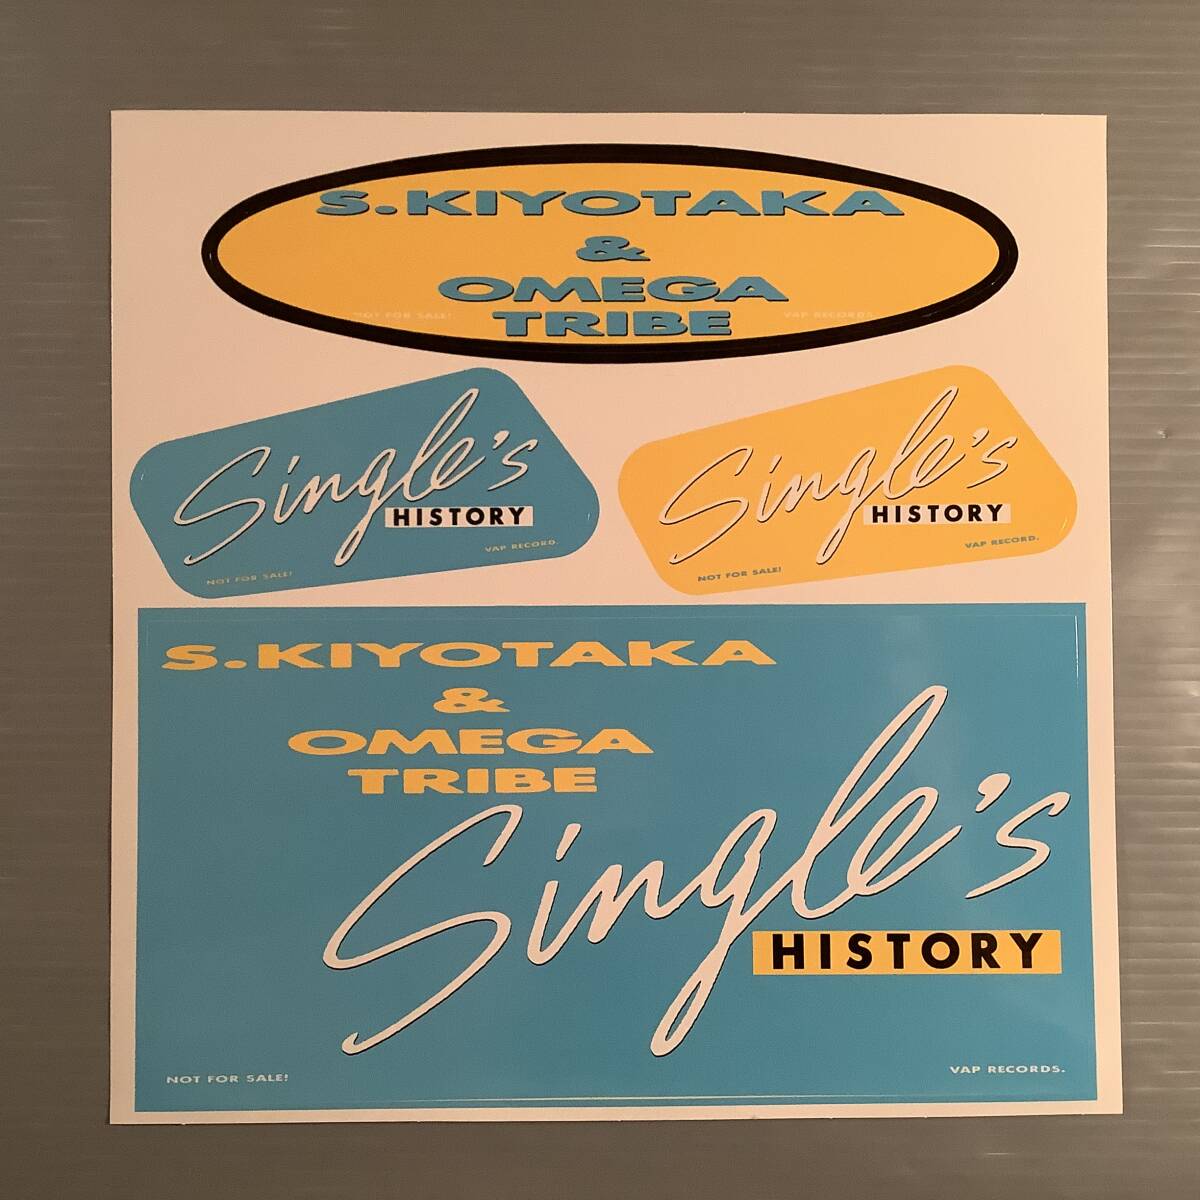 S.KIYOTAKA
&
OMEGA
TRIBE
NOT FOR SALE!
VAP RECORDS.
Single's
HISTORY
VAP RECORD.
NOT FOR SALE!
Single's
HISTORY
VAP RECORD.
NOT FOR SALE!
S.KIYOTAKA
&
OMEGA
TRIBE
Single's
HISTORY
NOT FOR SALE!
VAP RECORDS.